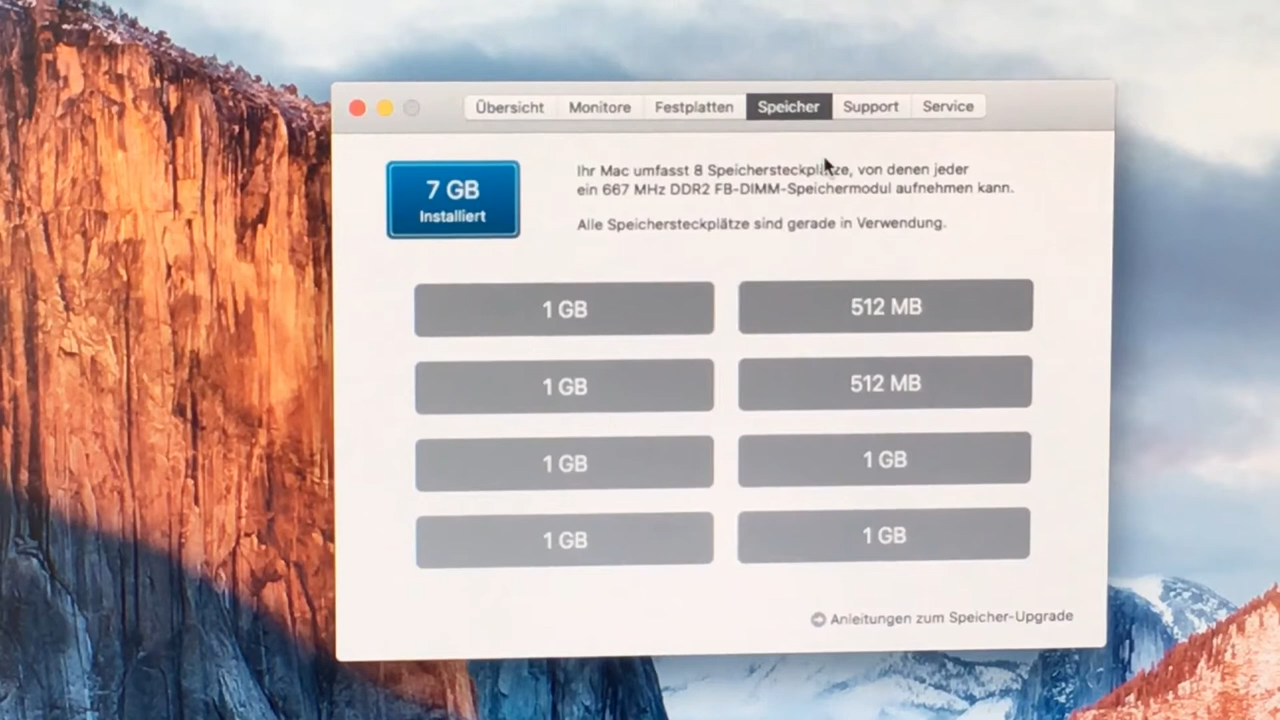 Übersicht Monitore Festplatten Speicher Support Service
7 GB
Installiert
Ihr Mac umfasst 8 Speichersteckplätze, von denen jeder
ein 667 MHz DDR2 FB-DIMM-Speichermodul aufnehmen kann.
Alle Speichersteckplätze sind gerade in Verwendung.
1 GB 512 MB
1 GB 512 MB
1 GB 1 GB
1 GB 1 GB
Anleitungen zum Speicher-Upgrade